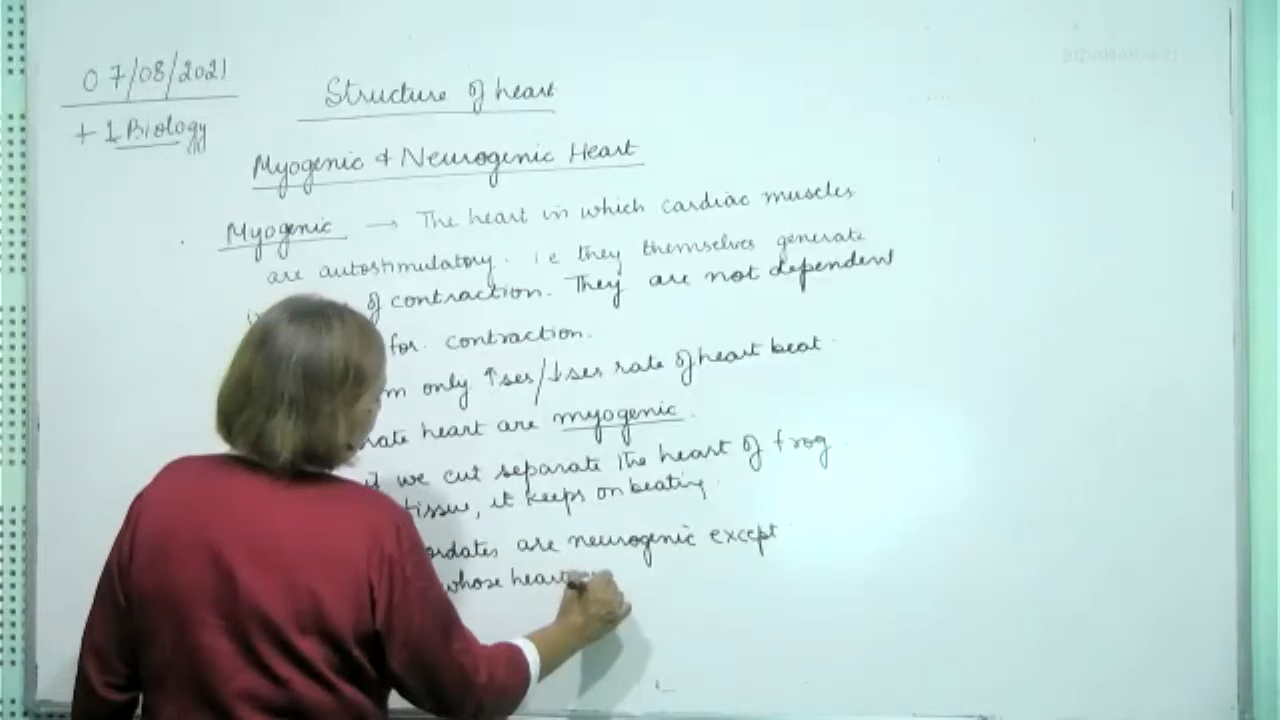 07/08/2021
+1 Biology
Structure of heart
Myogenic & Neurogenic Heart
Myogenic → The heart in which cardiac muscles
are autostimulatory. i.e they themselves generate
of contraction. They are not dependent
for contraction.
only ↑ses/↓ses rate of heart beat.
heart are myogenic.
we cut separate the heart of frog
tissue, it keeps on beating.
are neurogenic except
whose heart